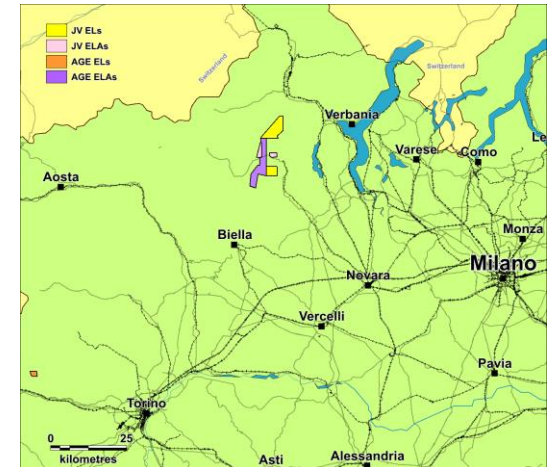 JV ELs
JV ELAs
AGE ELs
AGE ELAs
Switzerland
Switzerland
Verbania
Varese
Como
Le
Aosta
Biella
Monza
Milano
Novara
Vercelli
Pavia
Torino
0 25
kilometres
Asti
Alessandria